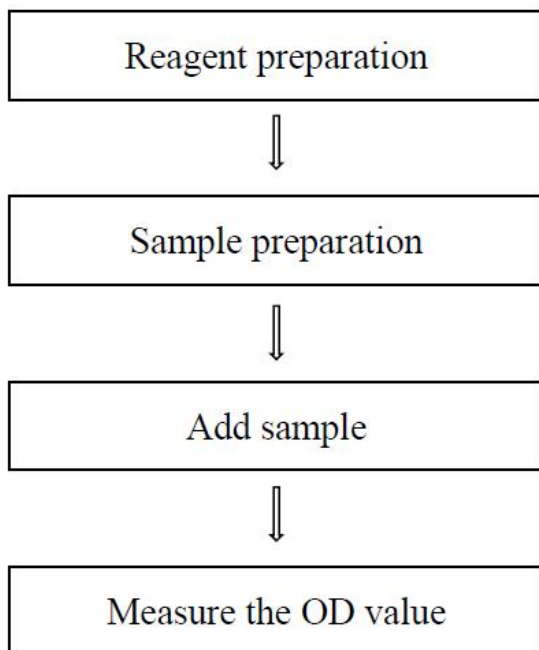 Reagent preparation
Sample preparation
Add sample
Measure the OD value